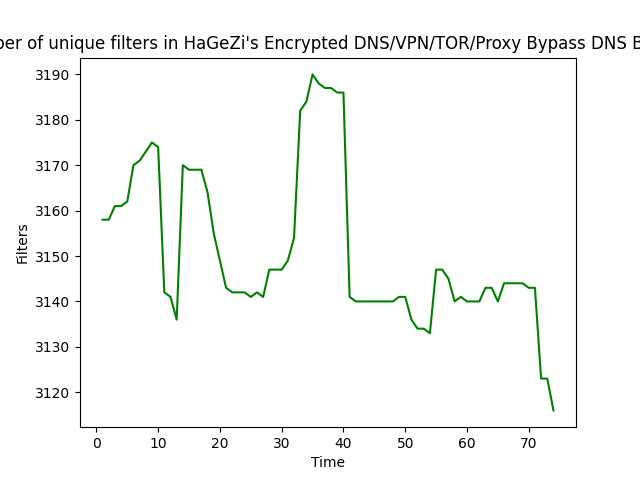 ber of unique filters in HaGeZi's Encrypted DNS/VPN/TOR/Proxy Bypass DNS B
3190
3180
3170
3160
3150
3140
3130
3120
Filters
0 10 20 30 40 50 60 70
Time